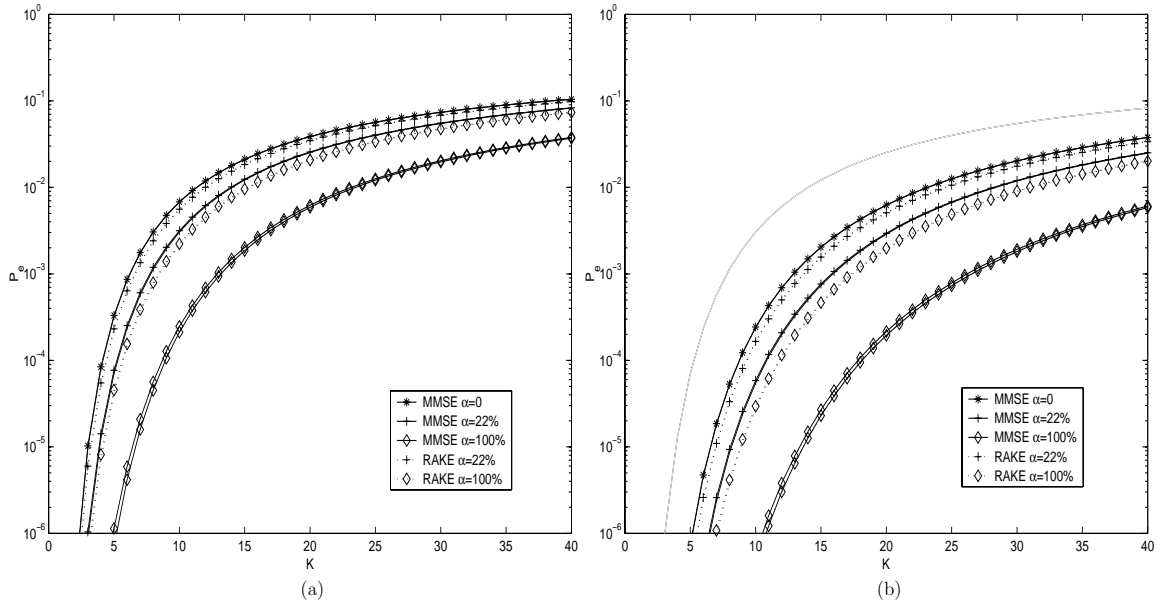 10^0
10^-1
10^-2
10^-3
10^-4
10^-5
10^-6
P_e
0 5 10 15 20 25 30 35 40
K
MMSE α=0
MMSE α=22%
MMSE α=100%
RAKE α=22%
RAKE α=100%
(a)
10^0
10^-1
10^-2
10^-3
10^-4
10^-5
10^-6
P_e
0 5 10 15 20 25 30 35 40
K
MMSE α=0
MMSE α=22%
MMSE α=100%
RAKE α=22%
RAKE α=100%
(b)